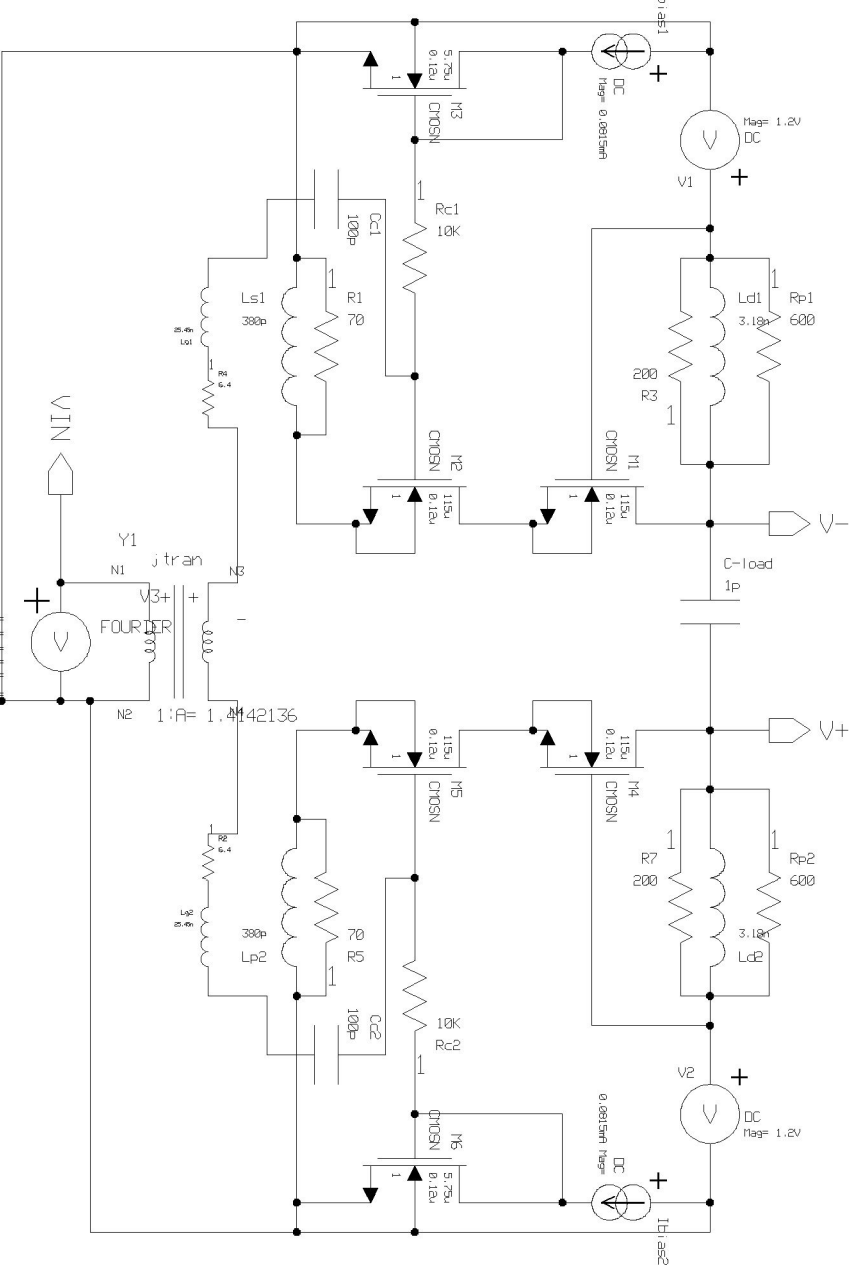 Ibias1
DC
Mag= 0.0815mA
5.75u
0.12u
1
M3
CMOSN
Mag= 1.2V
DC
V
V1
1
Rc1
10K
Cc1
100p
Ls1
380p
1
R1
70
25.45n
Lg1
1
R4
6.4
Ld1
3.18n
Rp1
600
1
200
R3
1
VIN
CMOSN
M2
115u
0.12u
1
CMOSN
M1
115u
0.12u
1
V-
C-load
1p
Y1
jtran
N1
N3
V3
FOURIER
V
N2
N4
1:A= 1.4142136
V+
115u
0.12u
1
M5
CMOSN
115u
0.12u
1
M4
CMOSN
1
R2
6.4
Lg2
25.45n
380p
Lp2
70
R5
1
1
R7
200
1
Rp2
600
3.18n
Ld2
Cc2
100p
10K
Rc2
1
V2
V
DC
Mag= 1.2V
CMOSN
M6
5.75u
0.12u
1
DC
0.0815mA Mag=
Ibias2